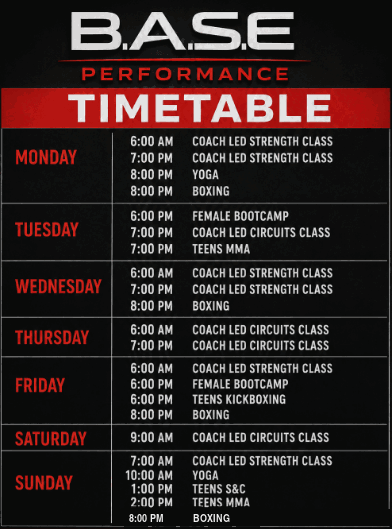 B.A.S.E
PERFORMANCE
TIMETABLE
MONDAY
6:00 AM COACH LED STRENGTH CLASS
7:00 PM COACH LED STRENGTH CLASS
8:00 PM YOGA
8:00 PM BOXING
TUESDAY
6:00 PM FEMALE BOOTCAMP
7:00 PM COACH LED CIRCUITS CLASS
7:00 PM TEENS MMA
WEDNESDAY
6:00 AM COACH LED STRENGTH CLASS
7:00 PM COACH LED STRENGTH CLASS
8:00 PM BOXING
THURSDAY
6:00 AM COACH LED CIRCUITS CLASS
7:00 PM COACH LED CIRCUITS CLASS
FRIDAY
6:00 AM COACH LED STRENGTH CLASS
6:00 PM FEMALE BOOTCAMP
6:00 PM TEENS KICKBOXING
8:00 PM BOXING
SATURDAY
9:00 AM COACH LED CIRCUITS CLASS
SUNDAY
7:00 AM COACH LED STRENGTH CLASS
10:00 AM YOGA
1:00 PM TEENS S&C
2:00 PM TEENS MMA
8:00 PM BOXING